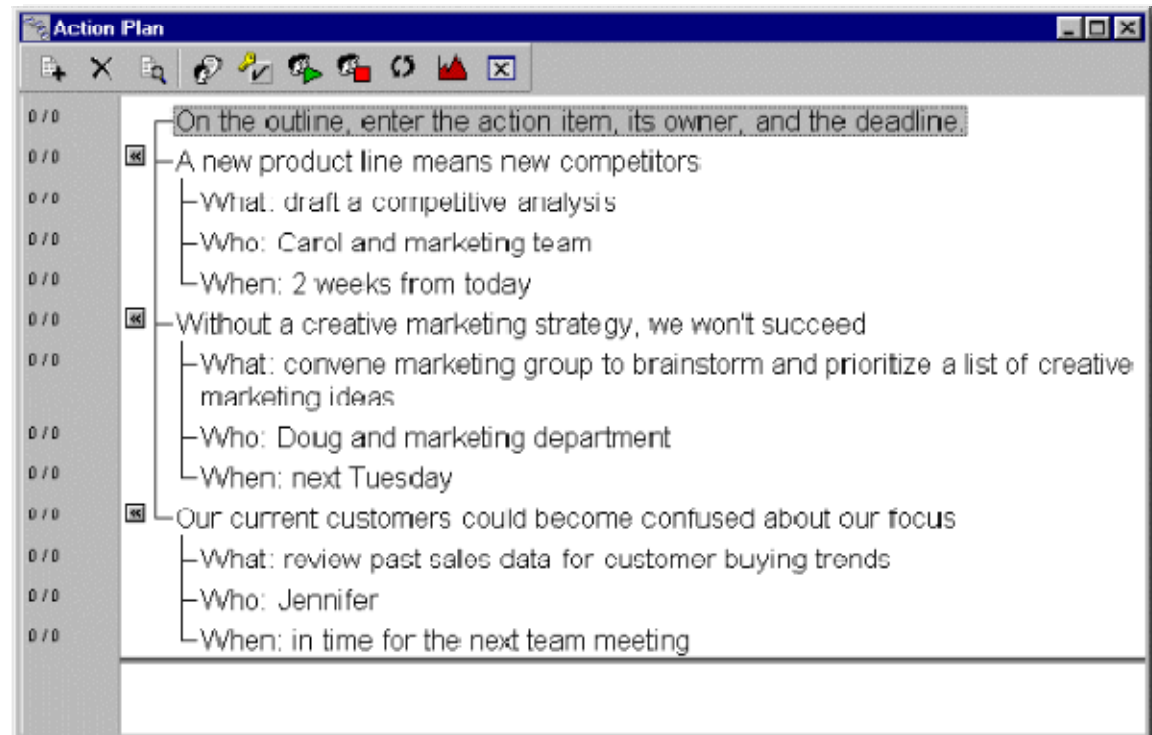 Action Plan
0/0 On the outline, enter the action item, its owner, and the deadline.
0/0 A new product line means new competitors
0/0 What: draft a competitive analysis
0/0 Who: Carol and marketing team
0/0 When: 2 weeks from today
0/0 Without a creative marketing strategy, we won't succeed
0/0 What: convene marketing group to brainstorm and prioritize a list of creative
marketing ideas
0/0 Who: Doug and marketing department
0/0 When: next Tuesday
0/0 Our current customers could become confused about our focus
0/0 What: review past sales data for customer buying trends
0/0 Who: Jennifer
0/0 When: in time for the next team meeting